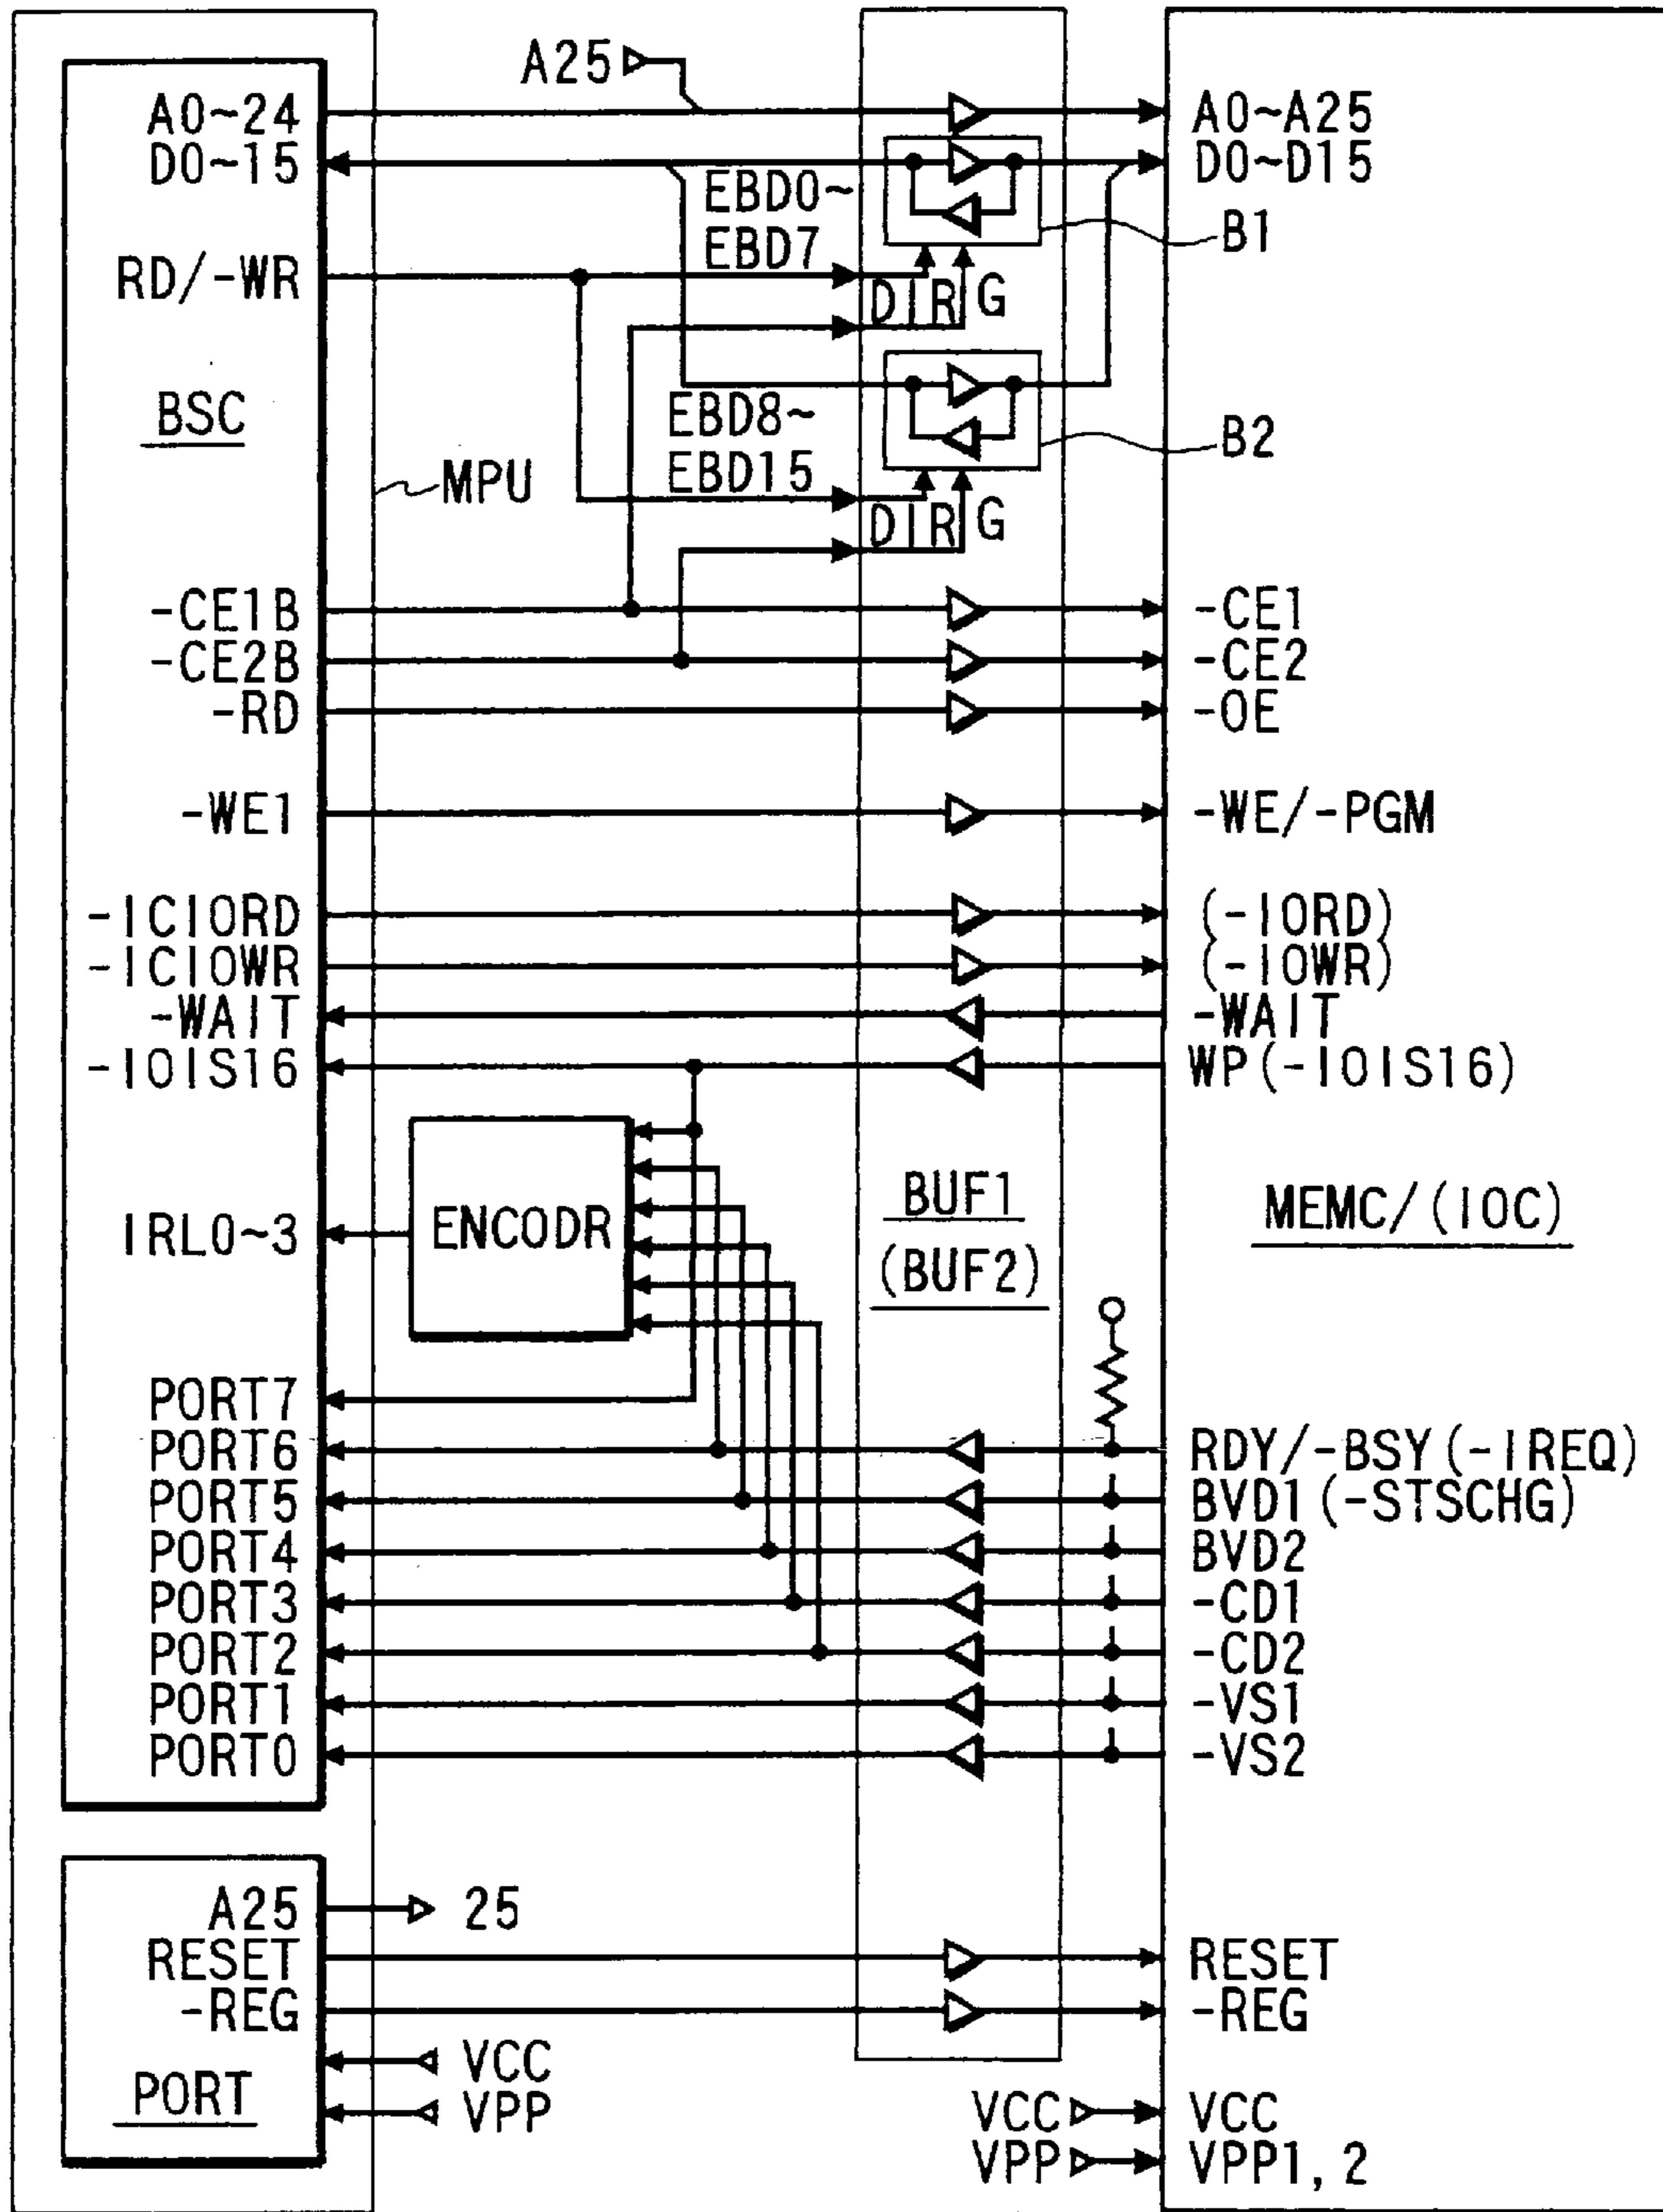 A25
A0~24
A0~A25
D0~15
D0~D15
EBD0~
EBD7
B1
RD/-WR
DIR G
BSC
EBD8~
EBD15
B2
MPU
DIR G
-CE1B
-CE1
-CE2B
-CE2
-RD
-OE
-WE1
-WE/-PGM
-ICIORD
(-IORD)
-ICIOWR
(-IOWR)
-WAIT
-WAIT
-IOIS16
WP(-IOIS16)
IRL0~3
ENCODR
BUF1
(BUF2)
MEMC/(IOC)
PORT7
PORT6
RDY/-BSY(-IREQ)
PORT5
BVD1(-STSCHG)
PORT4
BVD2
PORT3
-CD1
PORT2
-CD2
PORT1
-VS1
PORT0
-VS2
A25
25
RESET
RESET
-REG
-REG
VCC
PORT
VPP
VCC
VCC
VPP
VPP1,2